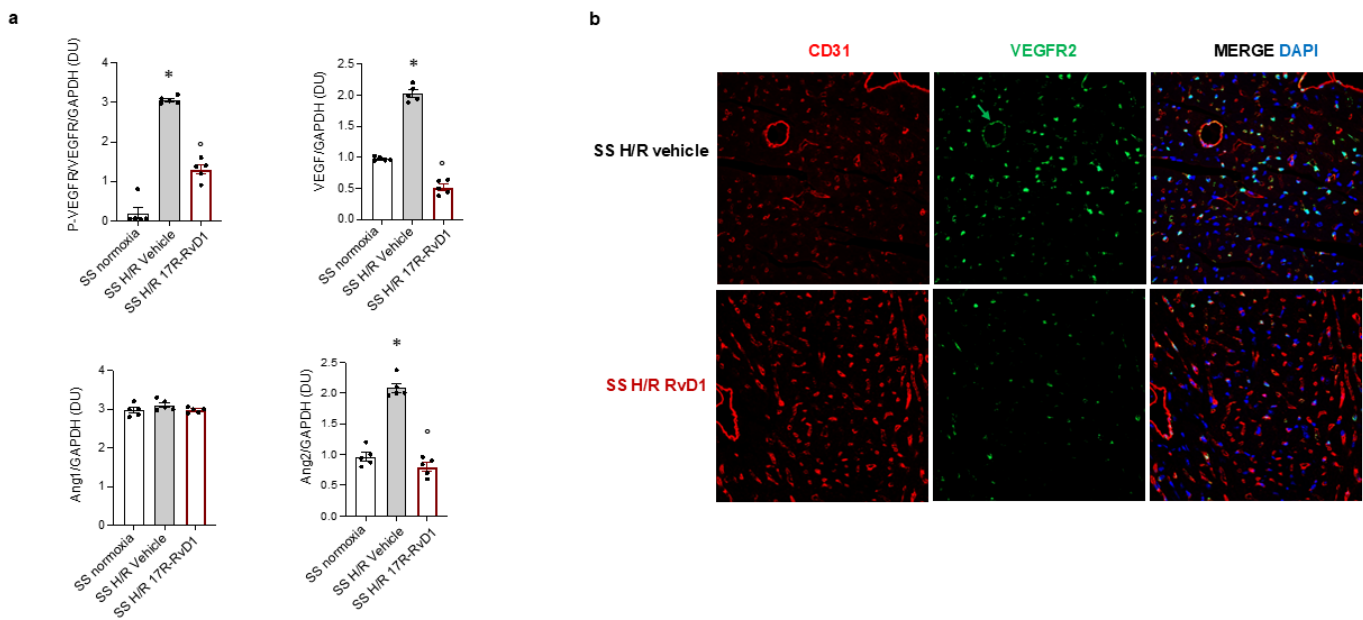 a
P-VEGFR/VEGFR/GAPDH (DU)
4
3
2
1
0
*
○
SS normoxia
SS H/R Vehicle
SS H/R 17R-RvD1
VEGF/GAPDH (DU)
2.5
2.0
1.5
1.0
0.5
0.0
*
○
SS normoxia
SS H/R Vehicle
SS H/R 17R-RvD1
Ang1/GAPDH (DU)
4
3
2
1
0
SS normoxia
SS H/R Vehicle
SS H/R 17R-RvD1
Ang2/GAPDH (DU)
2.5
2.0
1.5
1.0
0.5
0.0
*
○
SS normoxia
SS H/R Vehicle
SS H/R 17R-RvD1
b
CD31 VEGFR2 MERGE DAPI
SS H/R vehicle
SS H/R RvD1